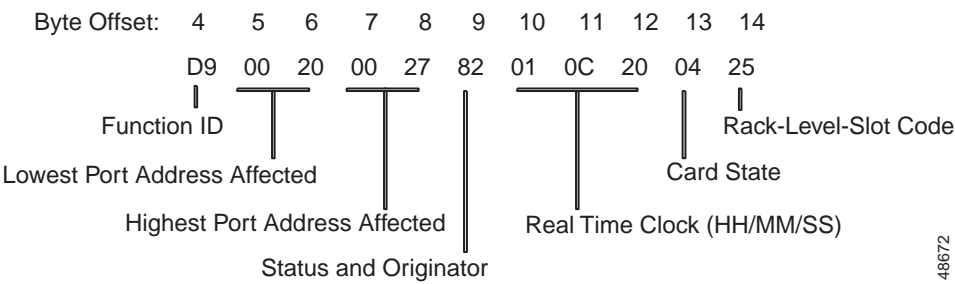 Byte Offset: 4 5 6 7 8 9 10 11 12 13 14
D9 00 20 00 27 82 01 0C 20 04 25
Function ID
Rack-Level-Slot Code
Lowest Port Address Affected
Card State
Highest Port Address Affected
Real Time Clock (HH/MM/SS)
Status and Originator
48672